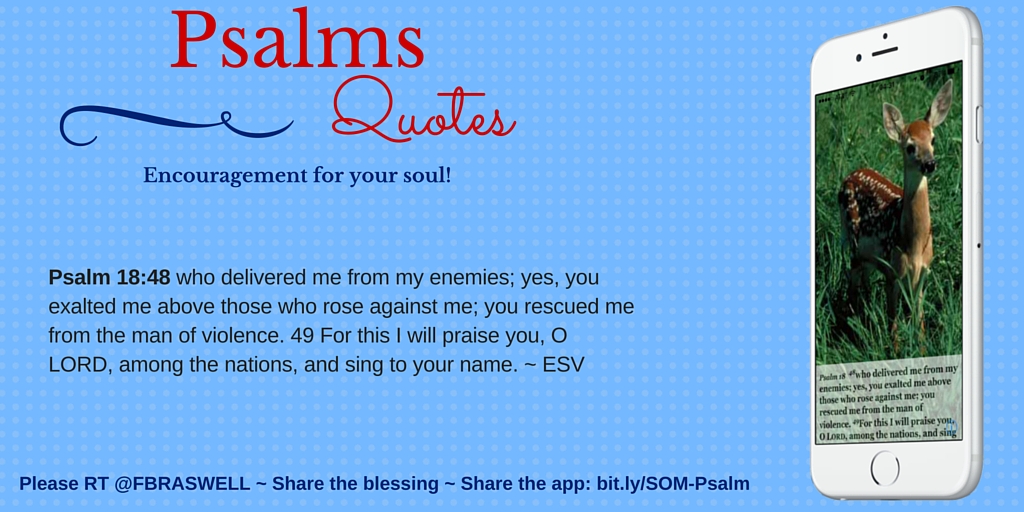 Psalms
Quotes
Encouragement for your soul!
Psalm 18:48 who delivered me from my enemies; yes, you
exalted me above those who rose against me; you rescued me
from the man of violence. 49 For this I will praise you, O
LORD, among the nations, and sing to your name. ~ ESV
Psalm 18 48who delivered me from my
enemies; yes, you exalted me above
those who rose against me; you
rescued me from the man of
violence. 49For this I will praise you,
O LORD, among the nations, and sing
Please RT @FBRASWELL ~ Share the blessing ~ Share the app: bit.ly/SOM-Psalm